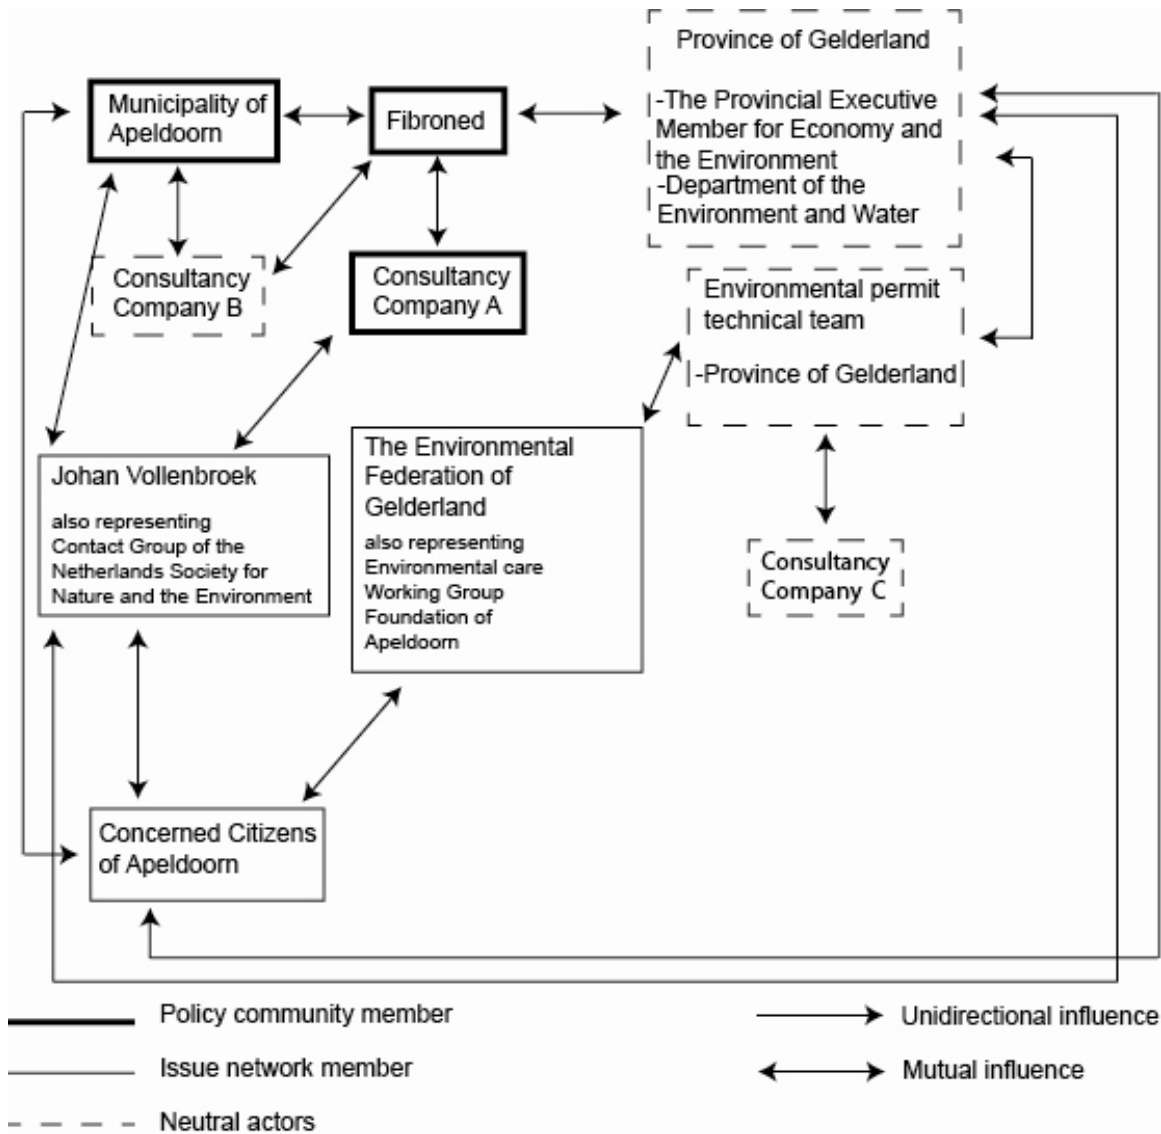 Province of Gelderland
-The Provincial Executive
Member for Economy and
the Environment
-Department of the
Environment and Water
Municipality of
Apeldoorn
Fibroned
Consultancy
Company B
Consultancy
Company A
Environmental permit
technical team
-Province of Gelderland
Johan Vollenbroek
also representing
Contact Group of the
Netherlands Society for
Nature and the Environment
The Environmental
Federation of
Gelderland
also representing
Environmental care
Working Group
Foundation of
Apeldoorn
Consultancy
Company C
Concerned Citizens
of Apeldoorn
Policy community member
Issue network member
Neutral actors
Unidirectional influence
Mutual influence